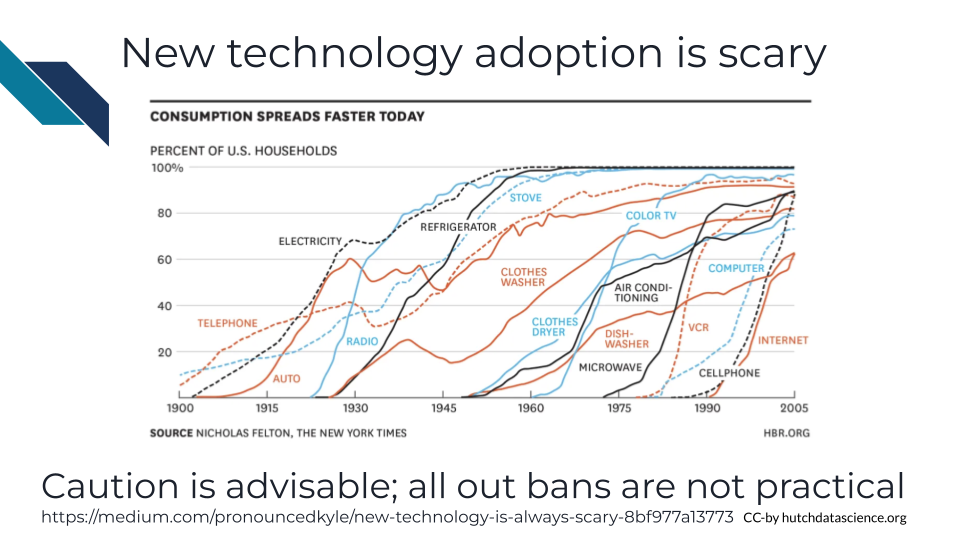 New technology adoption is scary
CONSUMPTION SPREADS FASTER TODAY
PERCENT OF U.S. HOUSEHOLDS
100%
80
60
40
20
STOVE
COLOR TV
REFRIGERATOR
ELECTRICITY
CLOTHES
WASHER
COMPUTER
AIR CONDI-
TIONING
TELEPHONE
CLOTHES
DRYER
VCR
RADIO
DISH-
WASHER
INTERNET
MICROWAVE
CELLPHONE
AUTO
1900 1915 1930 1945 1960 1975 1990 2005
SOURCE NICHOLAS FELTON, THE NEW YORK TIMES
HBR.ORG
Caution is advisable; all out bans are not practical
https://medium.com/pronouncedkyle/new-technology-is-always-scary-8bf977a13773 CC-by hutchdatascience.org